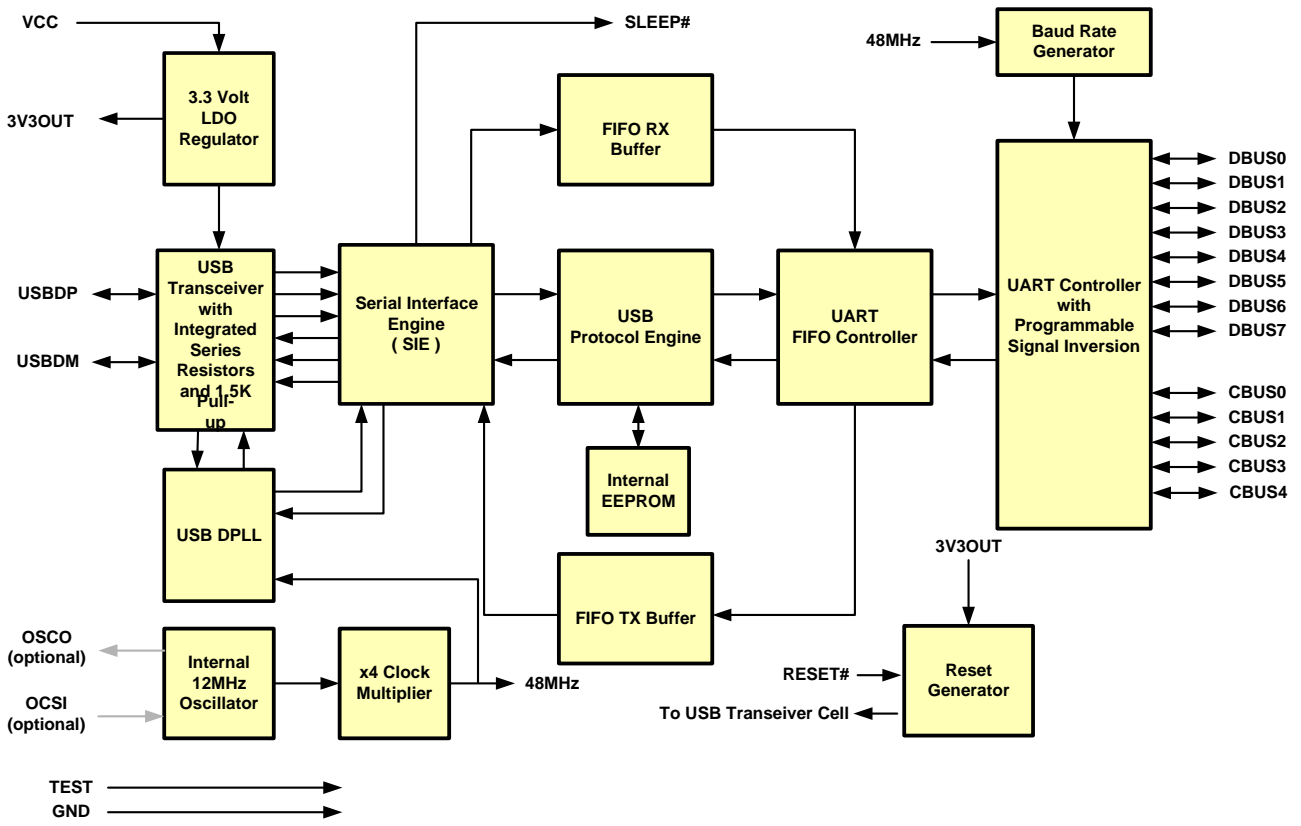 VCC
SLEEP#
48MHz
Baud Rate
Generator
3.3 Volt
LDO
Regulator
3V3OUT
FIFO RX
Buffer
DBUS0
DBUS1
DBUS2
DBUS3
DBUS4
DBUS5
DBUS6
DBUS7
CBUS0
CBUS1
CBUS2
CBUS3
CBUS4
USBDP
USBDM
USB
Transceiver
with
Integrated
Series
Resistors
and 1.5K
Pull-
up
Serial Interface
Engine
( SIE )
USB
Protocol Engine
UART
FIFO Controller
UART Controller
with
Programmable
Signal Inversion
Internal
EEPROM
USB DPLL
FIFO TX Buffer
3V3OUT
OSCO
(optional)
OCSI
(optional)
Internal
12MHz
Oscillator
x4 Clock
Multiplier
48MHz
RESET#
Reset
Generator
To USB Transeiver Cell
TEST
GND